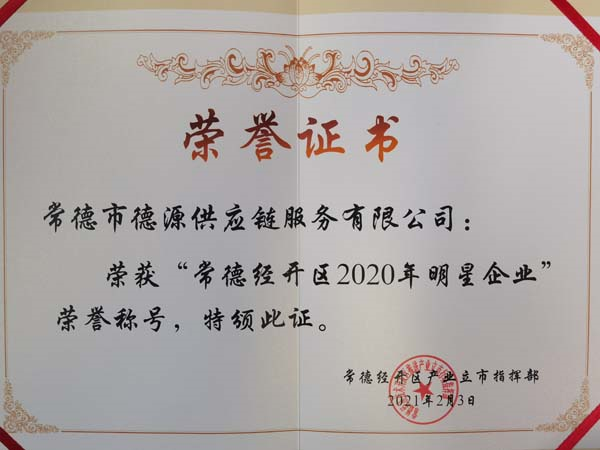 荣誉证书
常德市德源供应链服务有限公司：
荣获“常德经开区2020年明星企业”
荣誉称号，特颁此证。
常德经开区产业立市指挥部
2021年2月3日